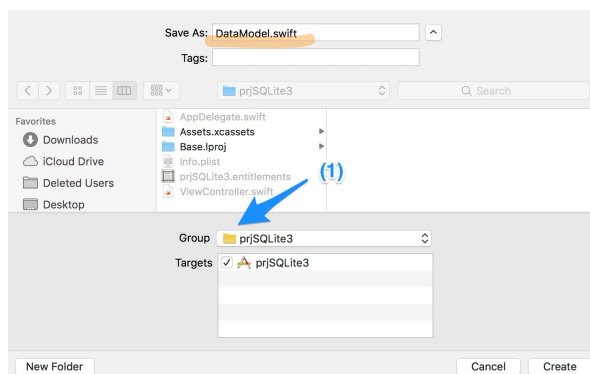 Save As: DataModel.swift
Tags:
prjSQLite3
Search
Favorites
Downloads
iCloud Drive
Deleted Users
Desktop
AppDelegate.swift
Assets.xcassets
Base.lproj
Info.plist
prjSQLite3.entitlements
ViewController.swift
(1)
Group prjSQLite3
Targets prjSQLite3
New Folder Cancel Create